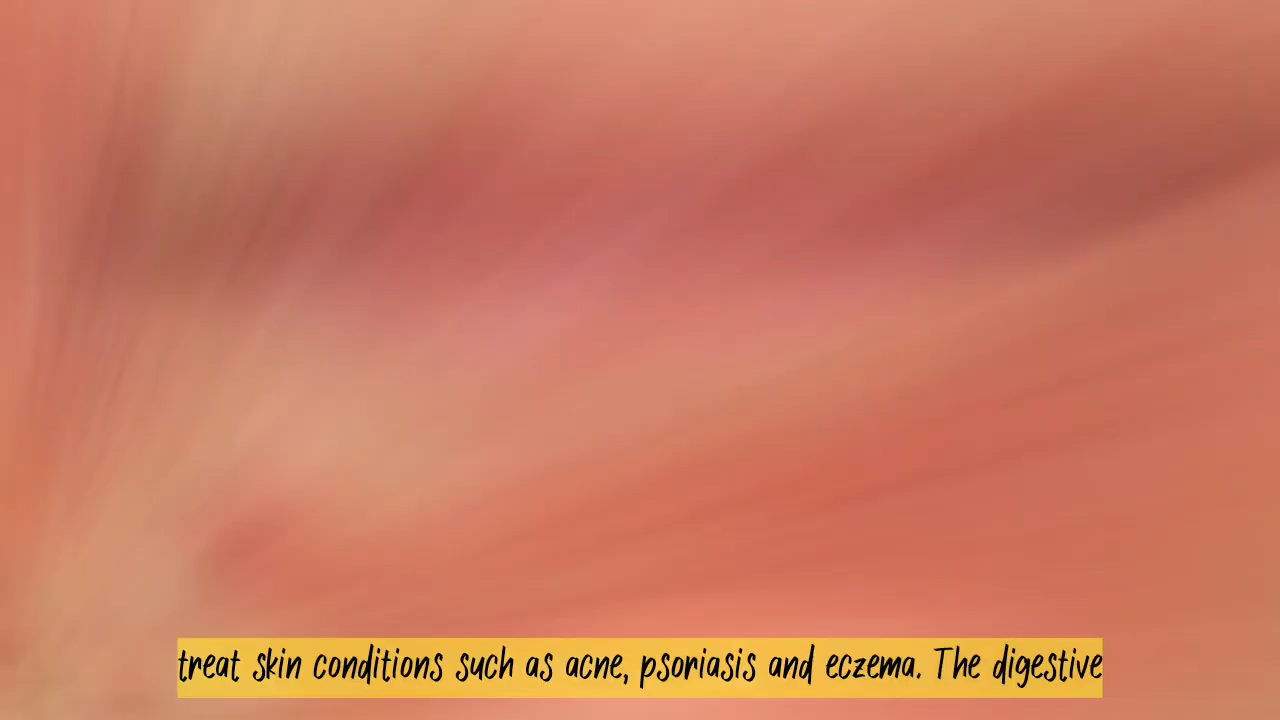 treat skin conditions such as acne, psoriasis and eczema. The digestive